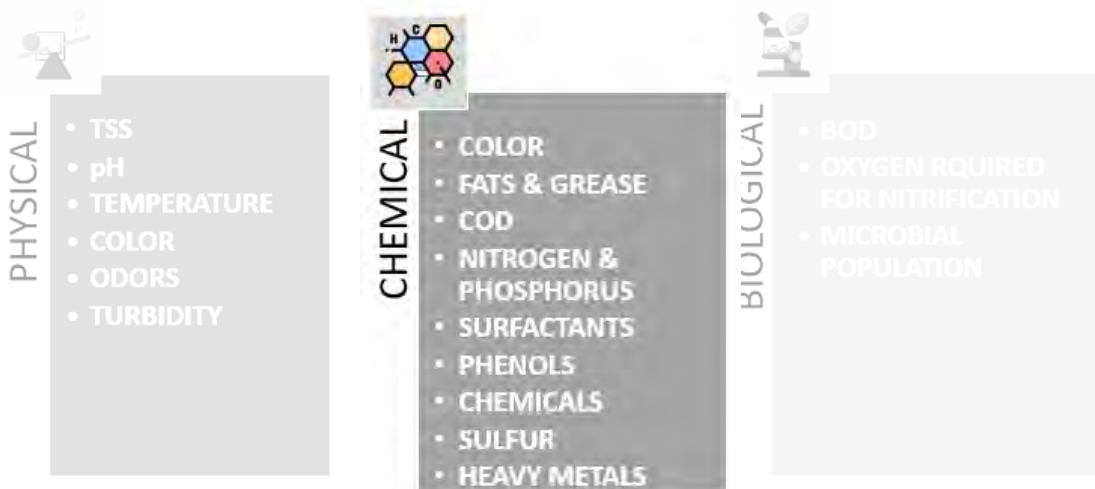 PHYSICAL
• TSS
• pH
• TEMPERATURE
• COLOR
• ODORS
• TURBIDITY
H C
O
CHEMICAL
• COLOR
• FATS & GREASE
• COD
• NITROGEN &
PHOSPHORUS
• SURFACTANTS
• PHENOLS
• CHEMICALS
• SULFUR
• HEAVY METALS
BIOLOGICAL
• BOD
• OXYGEN RQUIRED
FOR NITRIFICATION
• MICROBIAL
POPULATION